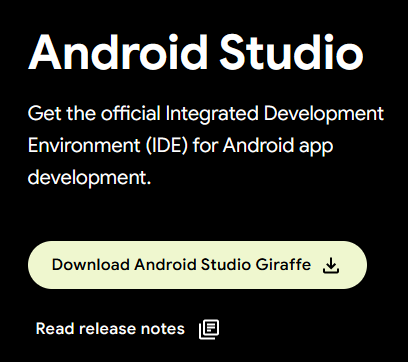 Android Studio
Get the official Integrated Development
Environment (IDE) for Android app
development.
Download Android Studio Giraffe
Read release notes